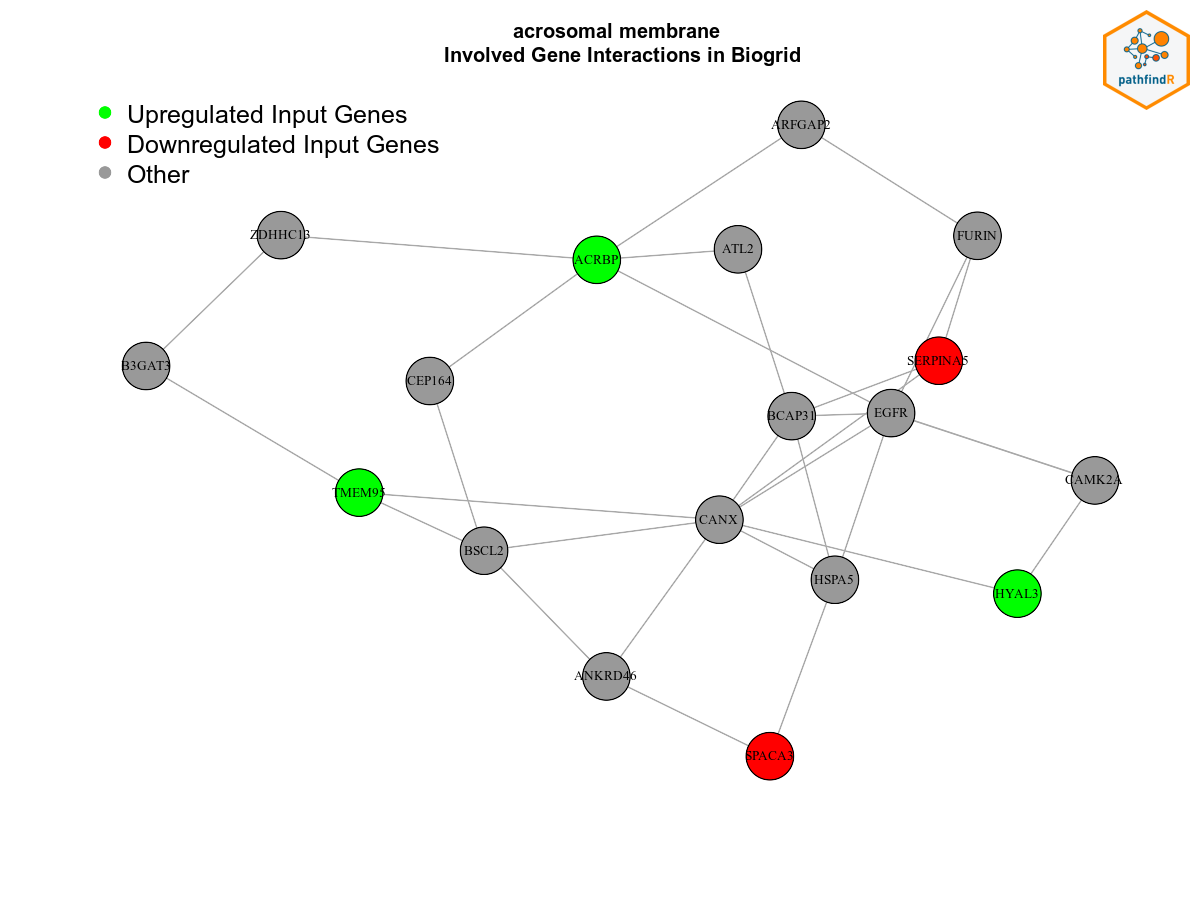 acrosomal membrane
Involved Gene Interactions in Biogrid
pathfindR
Upregulated Input Genes
Downregulated Input Genes
Other
ARFGAP2
ZDHHC13
ACRBP
ATL2
FURIN
B3GAT3
CEP164
SERPINA5
BCAP31
EGFR
CAMK2A
TMEM95
CANX
BSCL2
HSPA5
HYAL3
ANKRD46
SPACA3